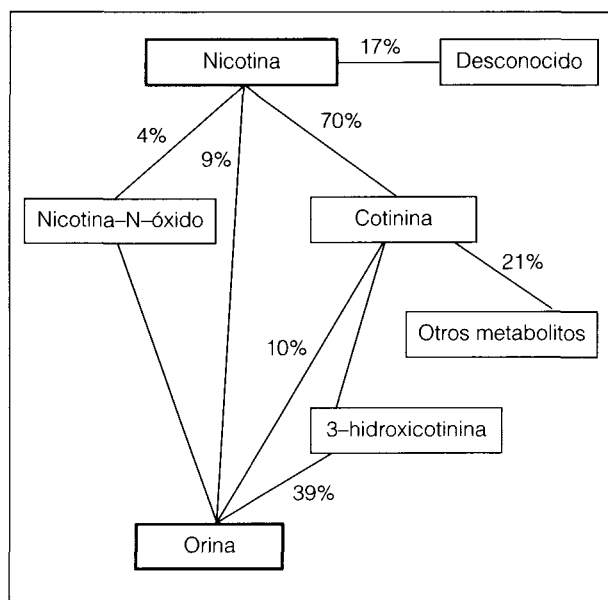 Nicotina
17%
Desconocido
4%
9%
70%
Nicotina–N–óxido
Cotinina
21%
10%
Otros metabolitos
3–hidroxicotinina
39%
Orina